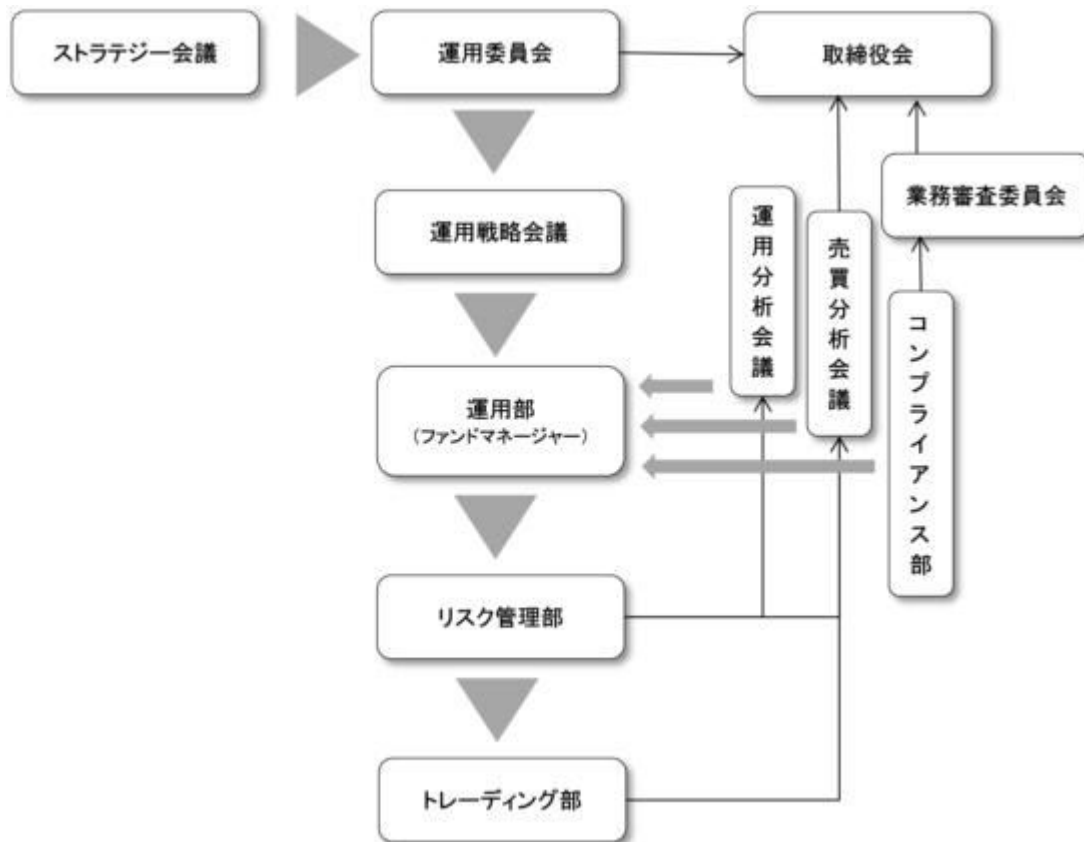 ストラテジー会議
運用委員会
取締役会
業務審査委員会
運用戦略会議
運用分析会議
売買分析会議
コンプライアンス部
運用部
（ファンドマネージャー）
リスク管理部
トレーディング部